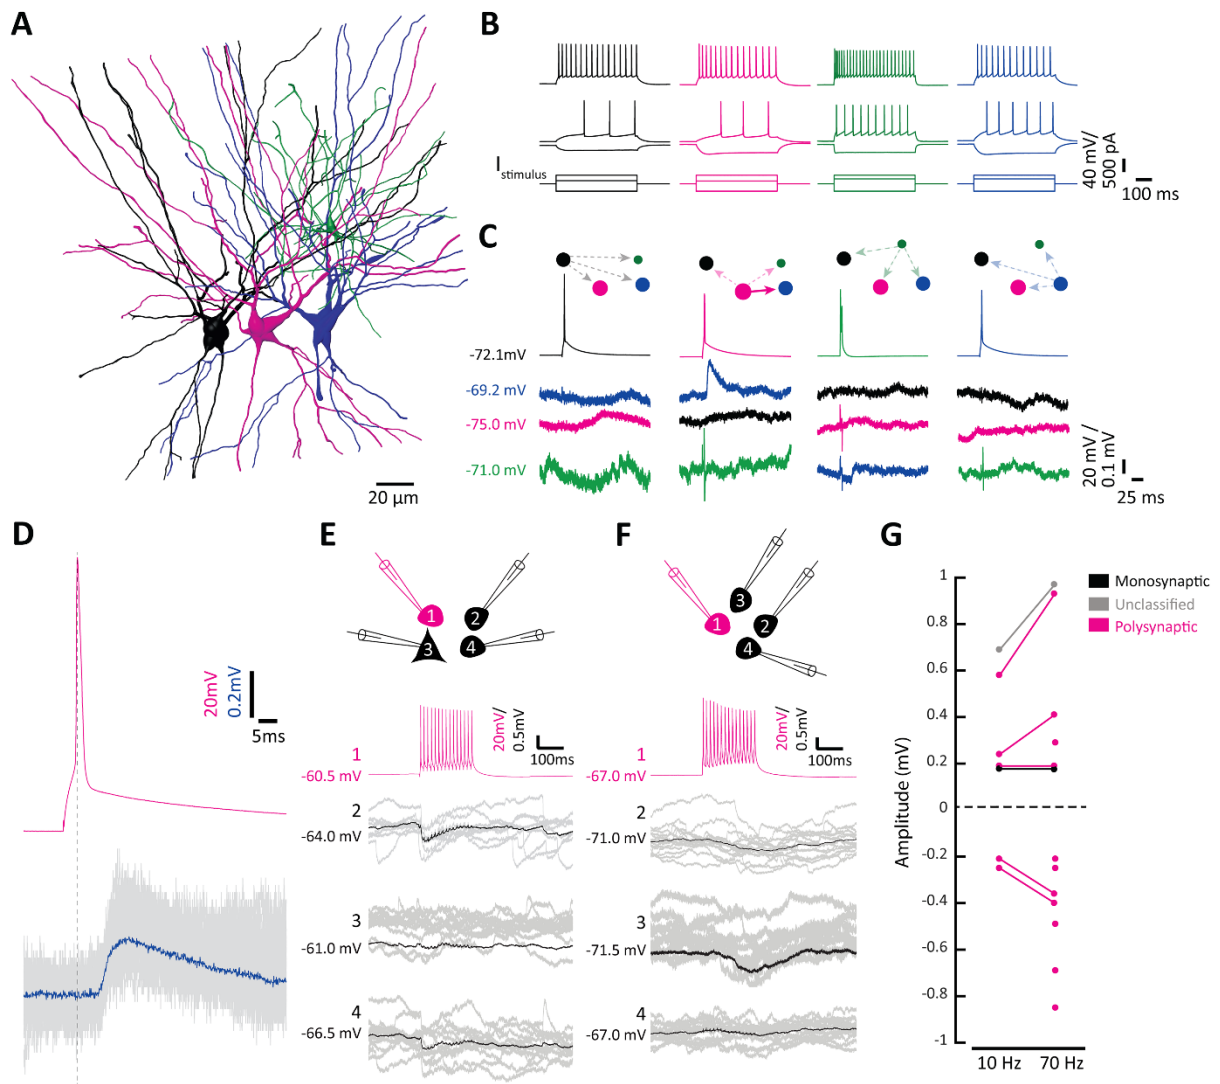 A
20 µm
B
I stimulus
40 mV/
500 pA
100 ms
C
-72.1mV
-69.2 mV
-75.0 mV
-71.0 mV
20 mV /
0.1 mV
25 ms
D
20mV
0.2mV
5ms
E
1
2
3
4
20mV/
0.5mV
100ms
1
-60.5 mV
2
-64.0 mV
3
-61.0 mV
4
-66.5 mV
F
3
1
2
4
20mV/
0.5mV
100ms
1
-67.0 mV
2
-71.0 mV
3
-71.5 mV
4
-67.0 mV
G
Monosynaptic
Unclassified
Polysynaptic
Amplitude (mV)
1
0.8
0.6
0.4
0.2
0
-0.2
-0.4
-0.6
-0.8
-1
10 Hz 70 Hz